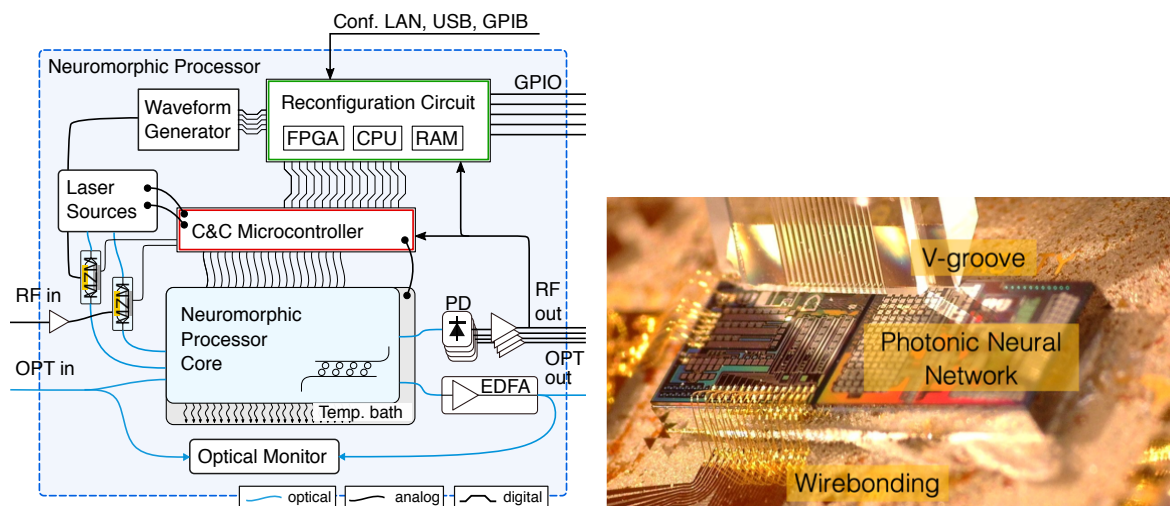 Conf. LAN, USB, GPIB
Neuromorphic Processor
GPIO
Waveform
Generator
Reconfiguration Circuit
FPGA
CPU
RAM
Laser
Sources
C&C Microcontroller
MZM
MZM
RF in
OPT in
Neuromorphic
Processor
Core
PD
RF
out
OPT
out
EDFA
Temp. bath
Optical Monitor
optical
analog
digital
V-groove
Photonic Neural
Network
Wirebonding